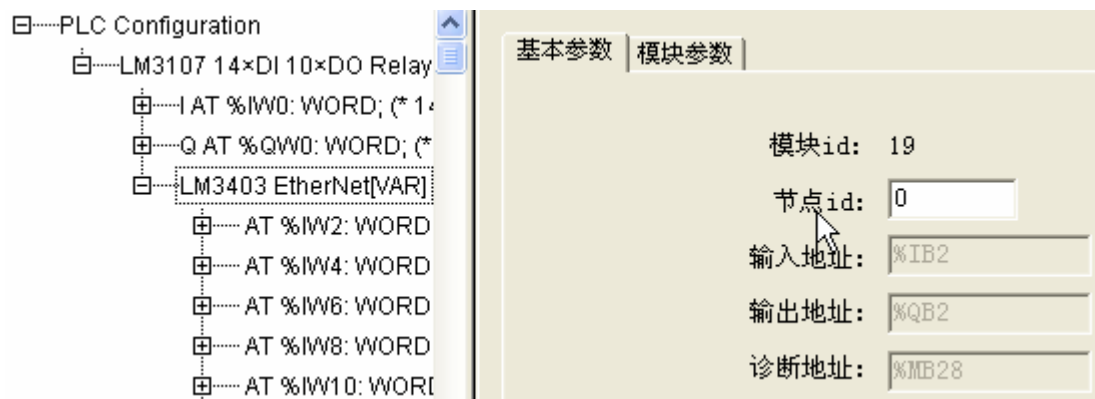 PLC Configuration
LM3107 14×DI 10×DO Relay
I AT %IW0: WORD; (* 14
Q AT %QW0: WORD; (*
LM3403 EtherNet[VAR]
AT %IW2: WORD
AT %IW4: WORD
AT %IW6: WORD
AT %IW8: WORD
AT %IW10: WORD
基本参数 模块参数
模块id: 19
节点id: 0
输入地址: %IB2
输出地址: %QB2
诊断地址: %MB28